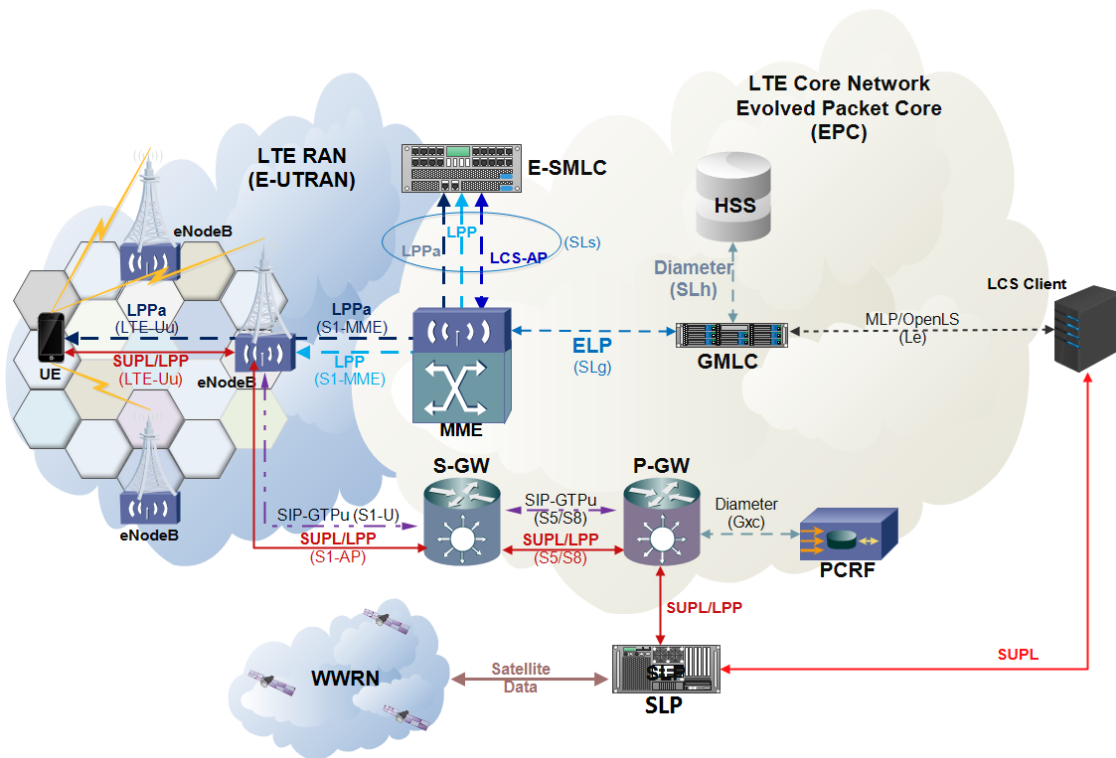 LTE Core Network
Evolved Packet Core
(EPC)
LTE RAN
(E-UTRAN)
E-SMLC
HSS
eNodeB
LPPa
LPP
LCS-AP
(SLs)
Diameter
(SLh)
LCS Client
LPPa
(LTE-Uu)
LPPa
(S1-MME)
MLP/OpenLS
(Le)
ELP
(SLg)
GMLC
UE
SUPL/LPP
(LTE-Uu)
eNodeB
LPP
(S1-MME)
MME
S-GW
P-GW
SIP-GTPu (S1-U)
SIP-GTPu
(S5/S8)
Diameter
(Gxc)
eNodeB
SUPL/LPP
(S1-AP)
SUPL/LPP
(S5/S8)
PCRF
SUPL/LPP
SUPL
WWRN
Satellite
Data
SLP